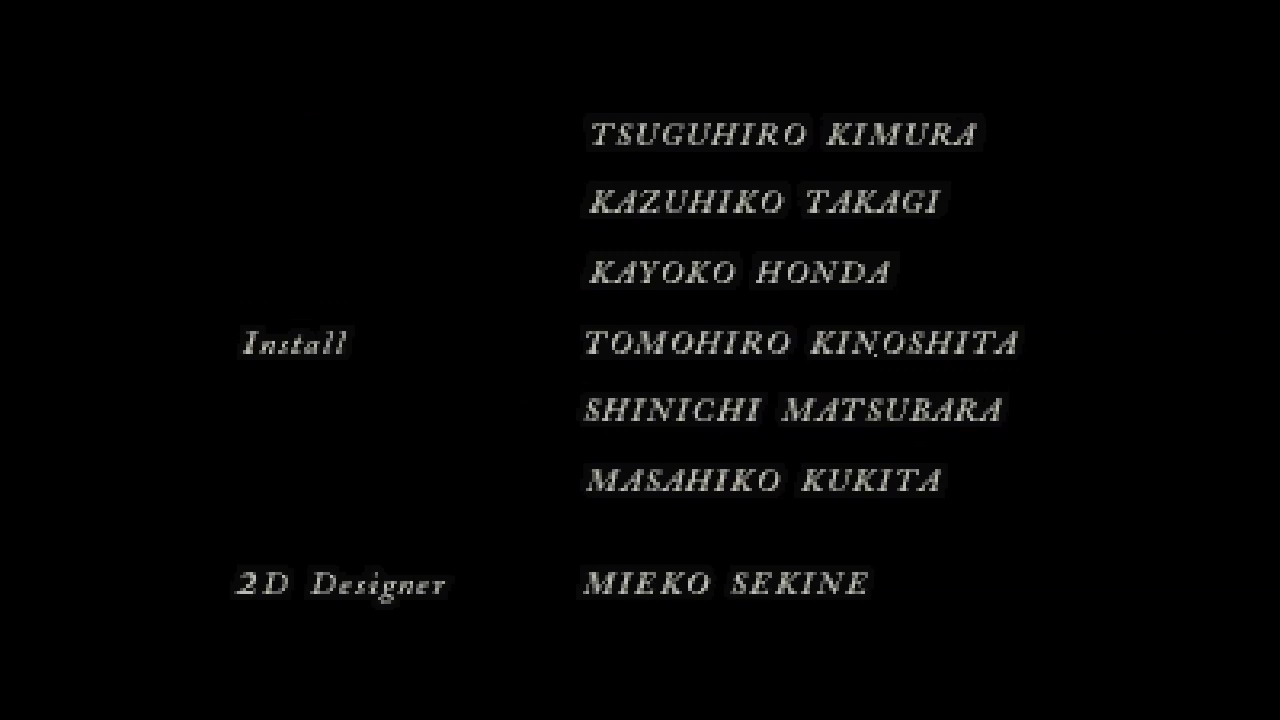 TSUGUHIRO KIMURA
KAZUHIKO TAKAGI
KAYOKO HONDA
Install TOMOHIRO KINOSHITA
SHINICHI MATSUBARA
MASAHIKO KUKITA
2D Designer MIEKO SEKINE